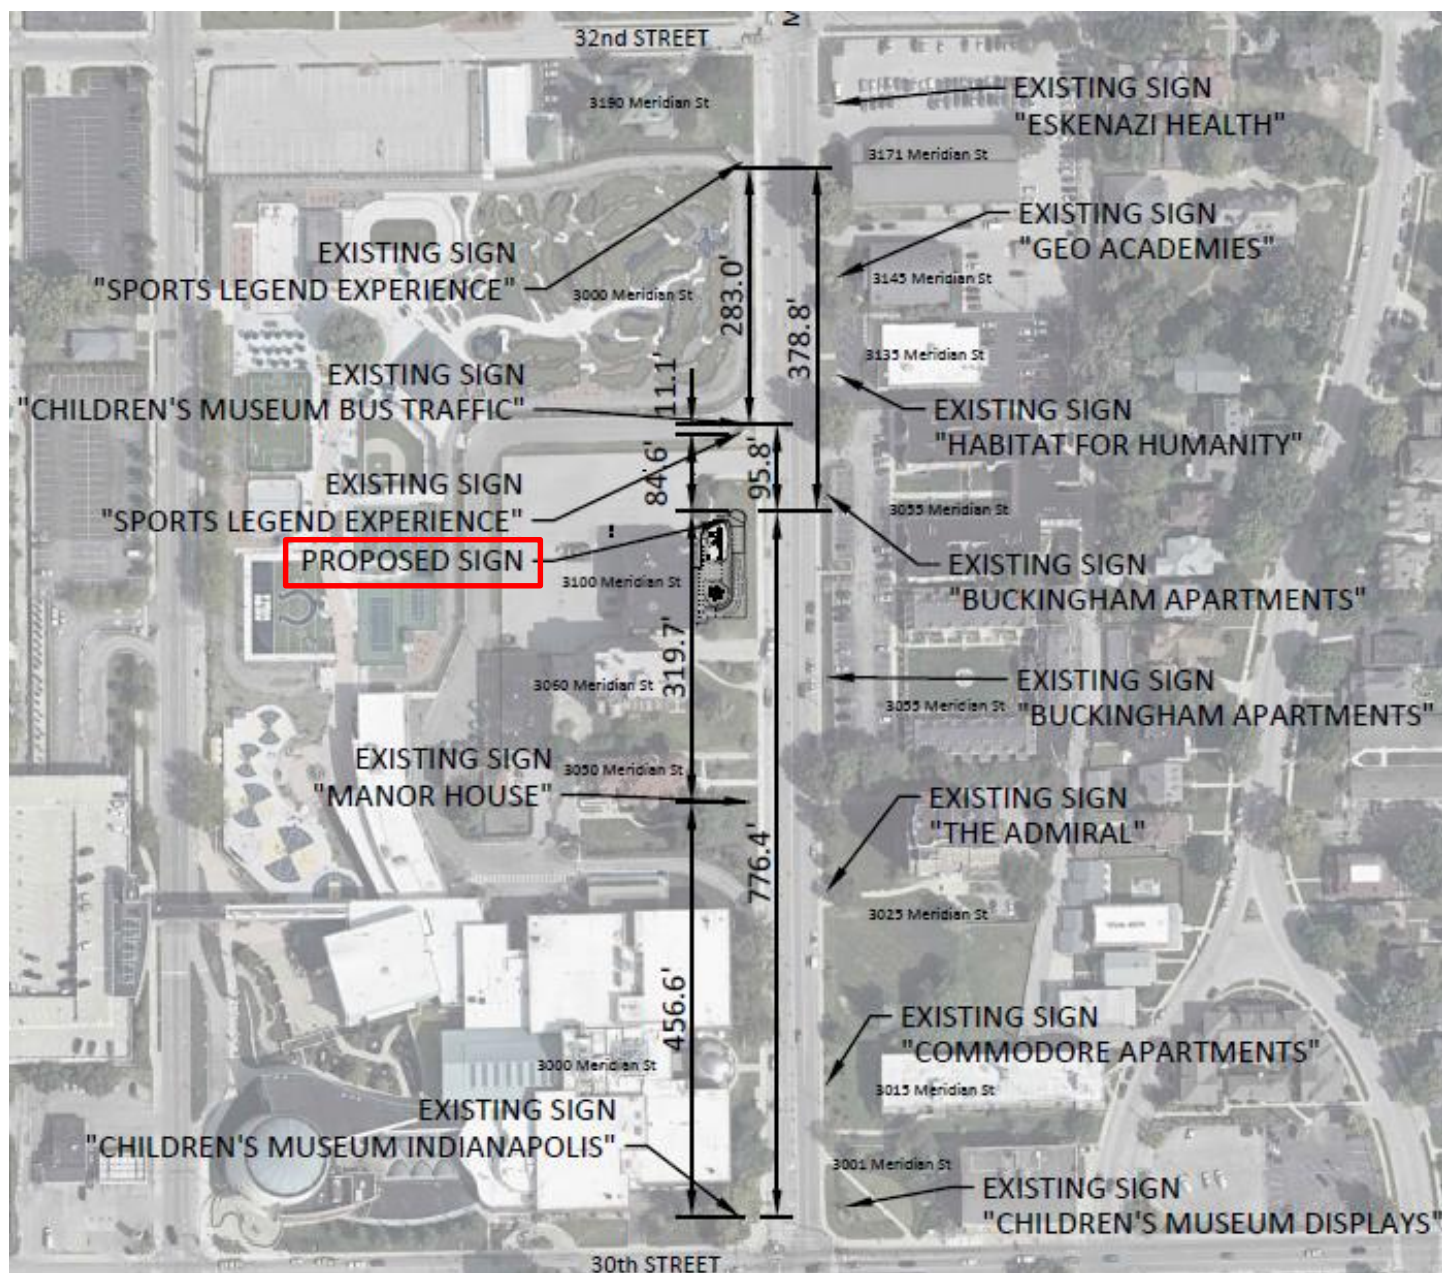 M
32nd STREET
3190 Meridian St
EXISTING SIGN
"ESKENAZI HEALTH"
3171 Meridian St
EXISTING SIGN
"GEO ACADEMIES"
3145 Meridian St
EXISTING SIGN
"SPORTS LEGEND EXPERIENCE"
3000 Meridian St
283.0'
378.8'
3135 Meridian St
EXISTING SIGN
"CHILDREN'S MUSEUM BUS TRAFFIC"
11.1'
EXISTING SIGN
"HABITAT FOR HUMANITY"
84.6'
95.8'
EXISTING SIGN
"SPORTS LEGEND EXPERIENCE"
3055 Meridian St
PROPOSED SIGN
3100 Meridian St
EXISTING SIGN
"BUCKINGHAM APARTMENTS"
319.7'
3060 Meridian St
EXISTING SIGN
"BUCKINGHAM APARTMENTS"
3055 Meridian St
EXISTING SIGN
"MANOR HOUSE"
3050 Meridian St
776.4'
EXISTING SIGN
"THE ADMIRAL"
3025 Meridian St
456.6'
EXISTING SIGN
"COMMODORE APARTMENTS"
3000 Meridian St
3015 Meridian St
EXISTING SIGN
"CHILDREN'S MUSEUM INDIANAPOLIS"
3001 Meridian St
EXISTING SIGN
"CHILDREN'S MUSEUM DISPLAYS"
30th STREET